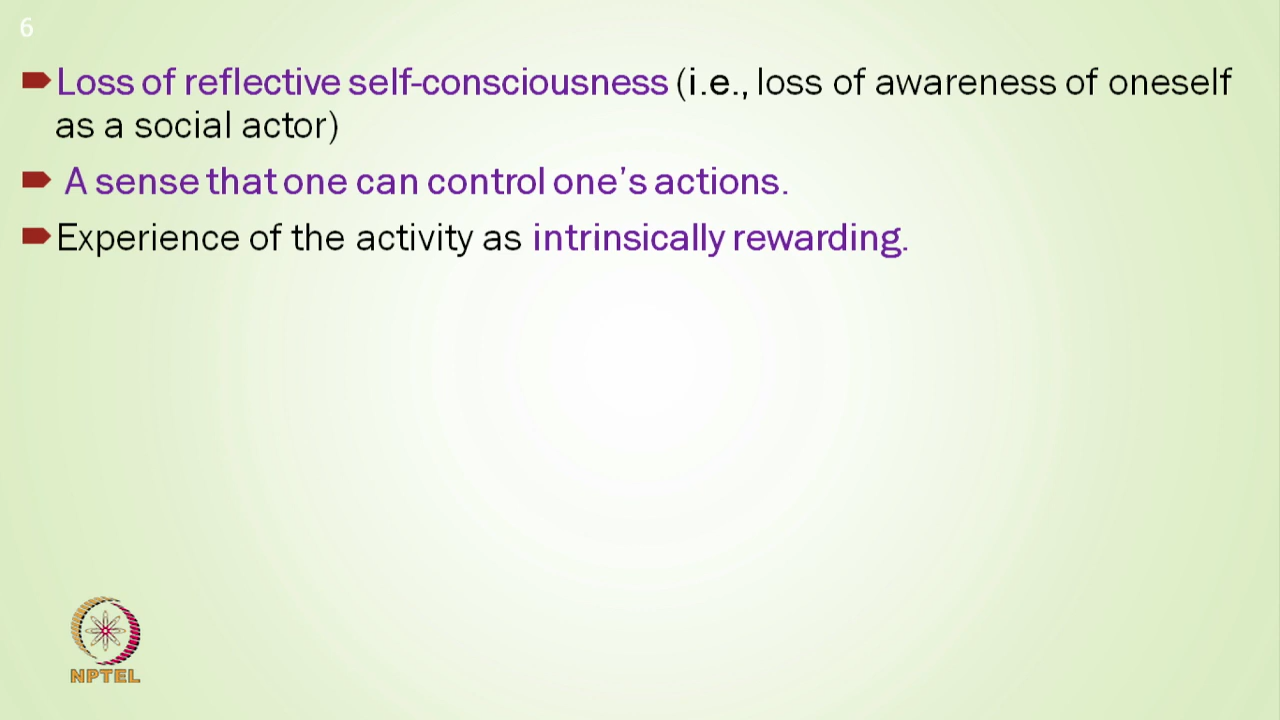 6
Loss of reflective self-consciousness (i.e., loss of awareness of oneself
as a social actor)
A sense that one can control one's actions.
Experience of the activity as intrinsically rewarding.
NPTEL